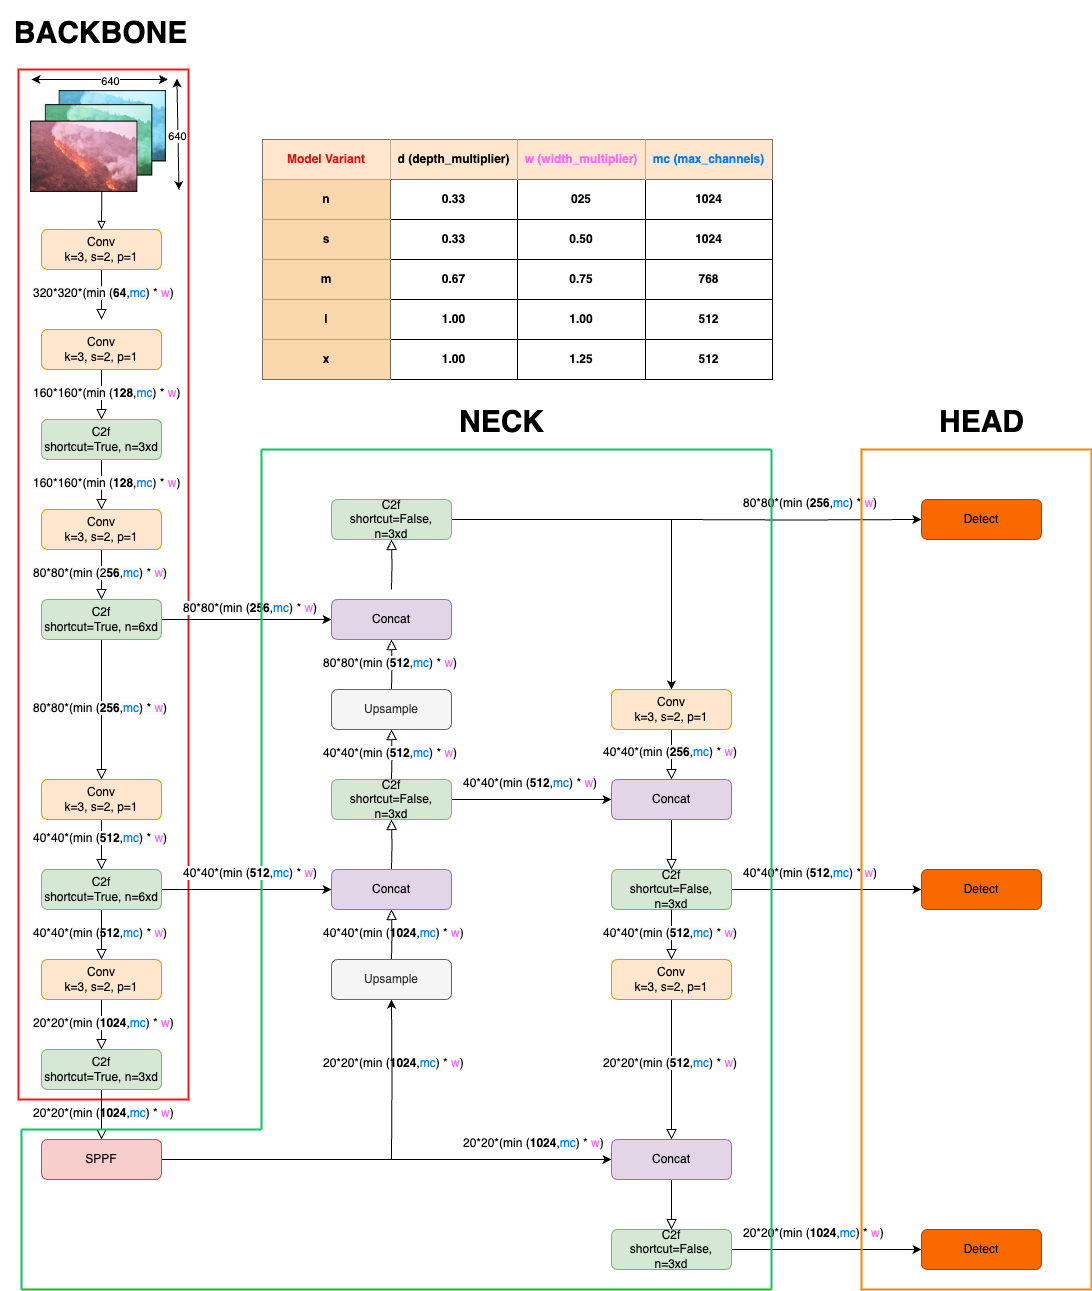 BACKBONE
640
640
Conv
k=3, s=2, p=1
320*320*(min (64,mc) * w)
Conv
k=3, s=2, p=1
160*160*(min (128,mc) * w)
C2f
shortcut=True, n=3xd
160*160*(min (128,mc) * w)
Conv
k=3, s=2, p=1
80*80*(min (256,mc) * w)
C2f
shortcut=True, n=6xd
80*80*(min (256,mc) * w)
80*80*(min (256,mc) * w)
Conv
k=3, s=2, p=1
40*40*(min (512,mc) * w)
C2f
shortcut=True, n=6xd
40*40*(min (512,mc) * w)
40*40*(min (512,mc) * w)
Conv
k=3, s=2, p=1
20*20*(min (1024,mc) * w)
C2f
shortcut=True, n=3xd
20*20*(min (1024,mc) * w)
SPPF
Model Variant d (depth_multiplier) w (width_multiplier) mc (max_channels)
n 0.33 025 1024
s 0.33 0.50 1024
m 0.67 0.75 768
l 1.00 1.00 512
x 1.00 1.25 512
NECK
C2f
shortcut=False,
n=3xd
Concat
80*80*(min (512,mc) * w)
Upsample
40*40*(min (512,mc) * w)
C2f
shortcut=False,
n=3xd
40*40*(min (512,mc) * w)
Concat
40*40*(min (1024,mc) * w)
Upsample
20*20*(min (1024,mc) * w)
20*20*(min (1024,mc) * w)
Conv
k=3, s=2, p=1
40*40*(min (256,mc) * w)
Concat
C2f
shortcut=False,
n=3xd
40*40*(min (512,mc) * w)
Conv
k=3, s=2, p=1
20*20*(min (512,mc) * w)
Concat
C2f
shortcut=False,
n=3xd
HEAD
80*80*(min (256,mc) * w)
Detect
40*40*(min (512,mc) * w)
Detect
20*20*(min (1024,mc) * w)
Detect